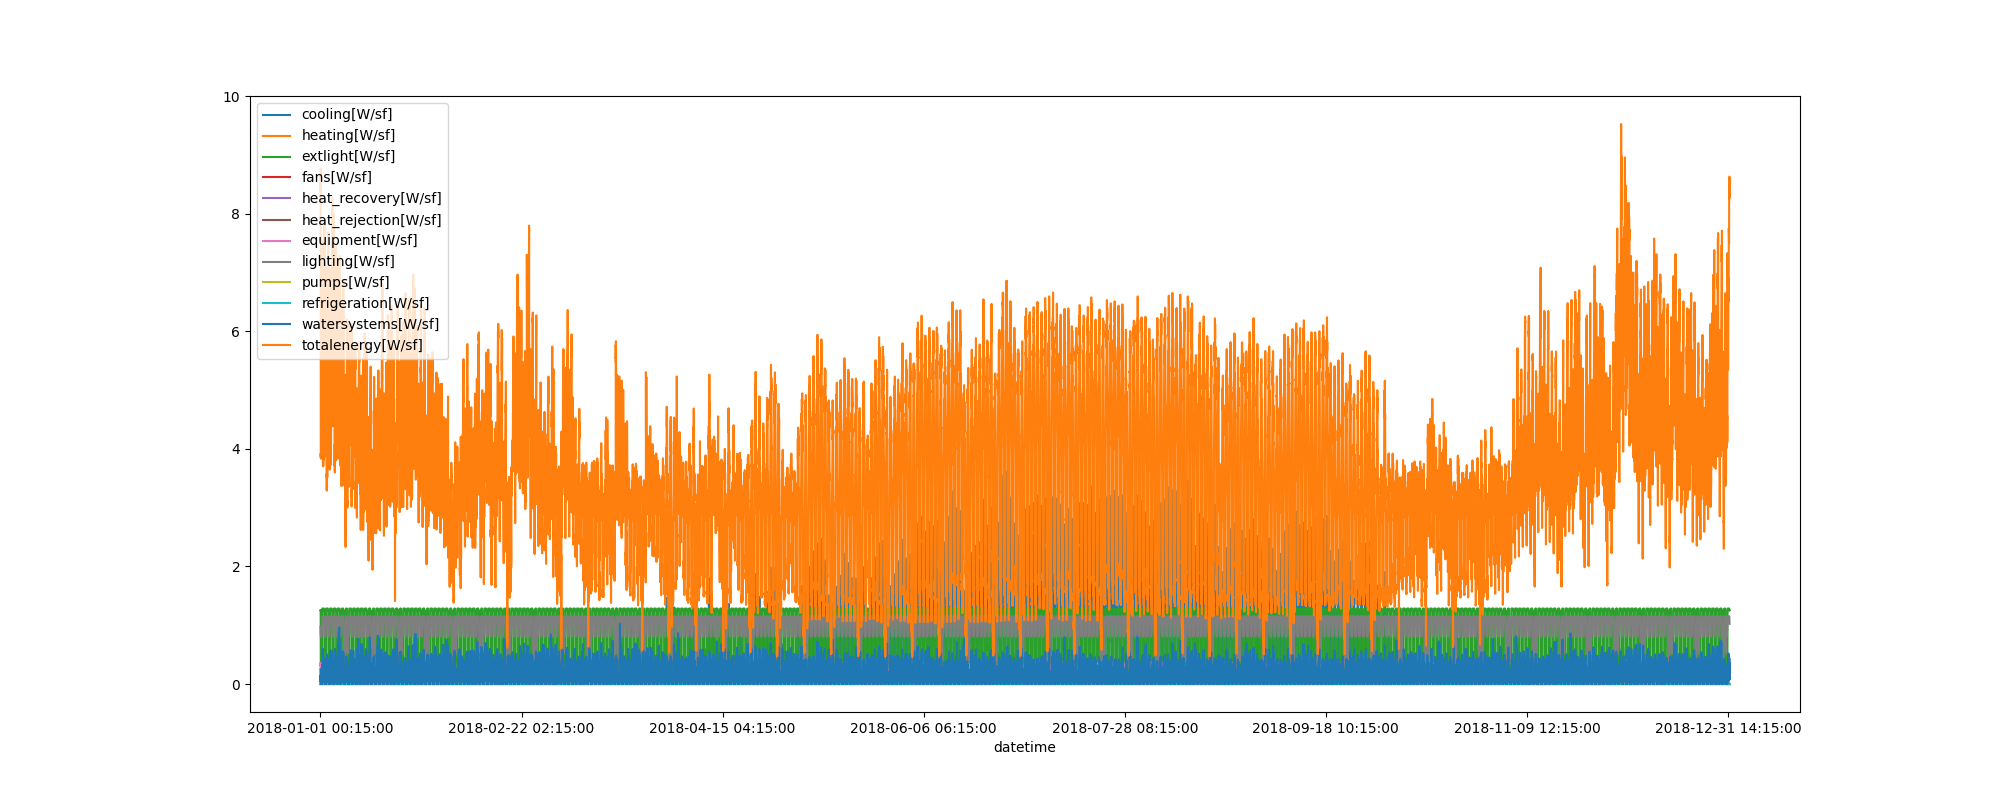 10
8
6
4
2
0
cooling[W/sf]
heating[W/sf]
extlight[W/sf]
fans[W/sf]
heat_recovery[W/sf]
heat_rejection[W/sf]
equipment[W/sf]
lighting[W/sf]
pumps[W/sf]
refrigeration[W/sf]
watersystems[W/sf]
totalenergy[W/sf]
2018-01-01 00:15:00 2018-02-22 02:15:00 2018-04-15 04:15:00 2018-06-06 06:15:00 2018-07-28 08:15:00 2018-09-18 10:15:00 2018-11-09 12:15:00 2018-12-31 14:15:00
datetime